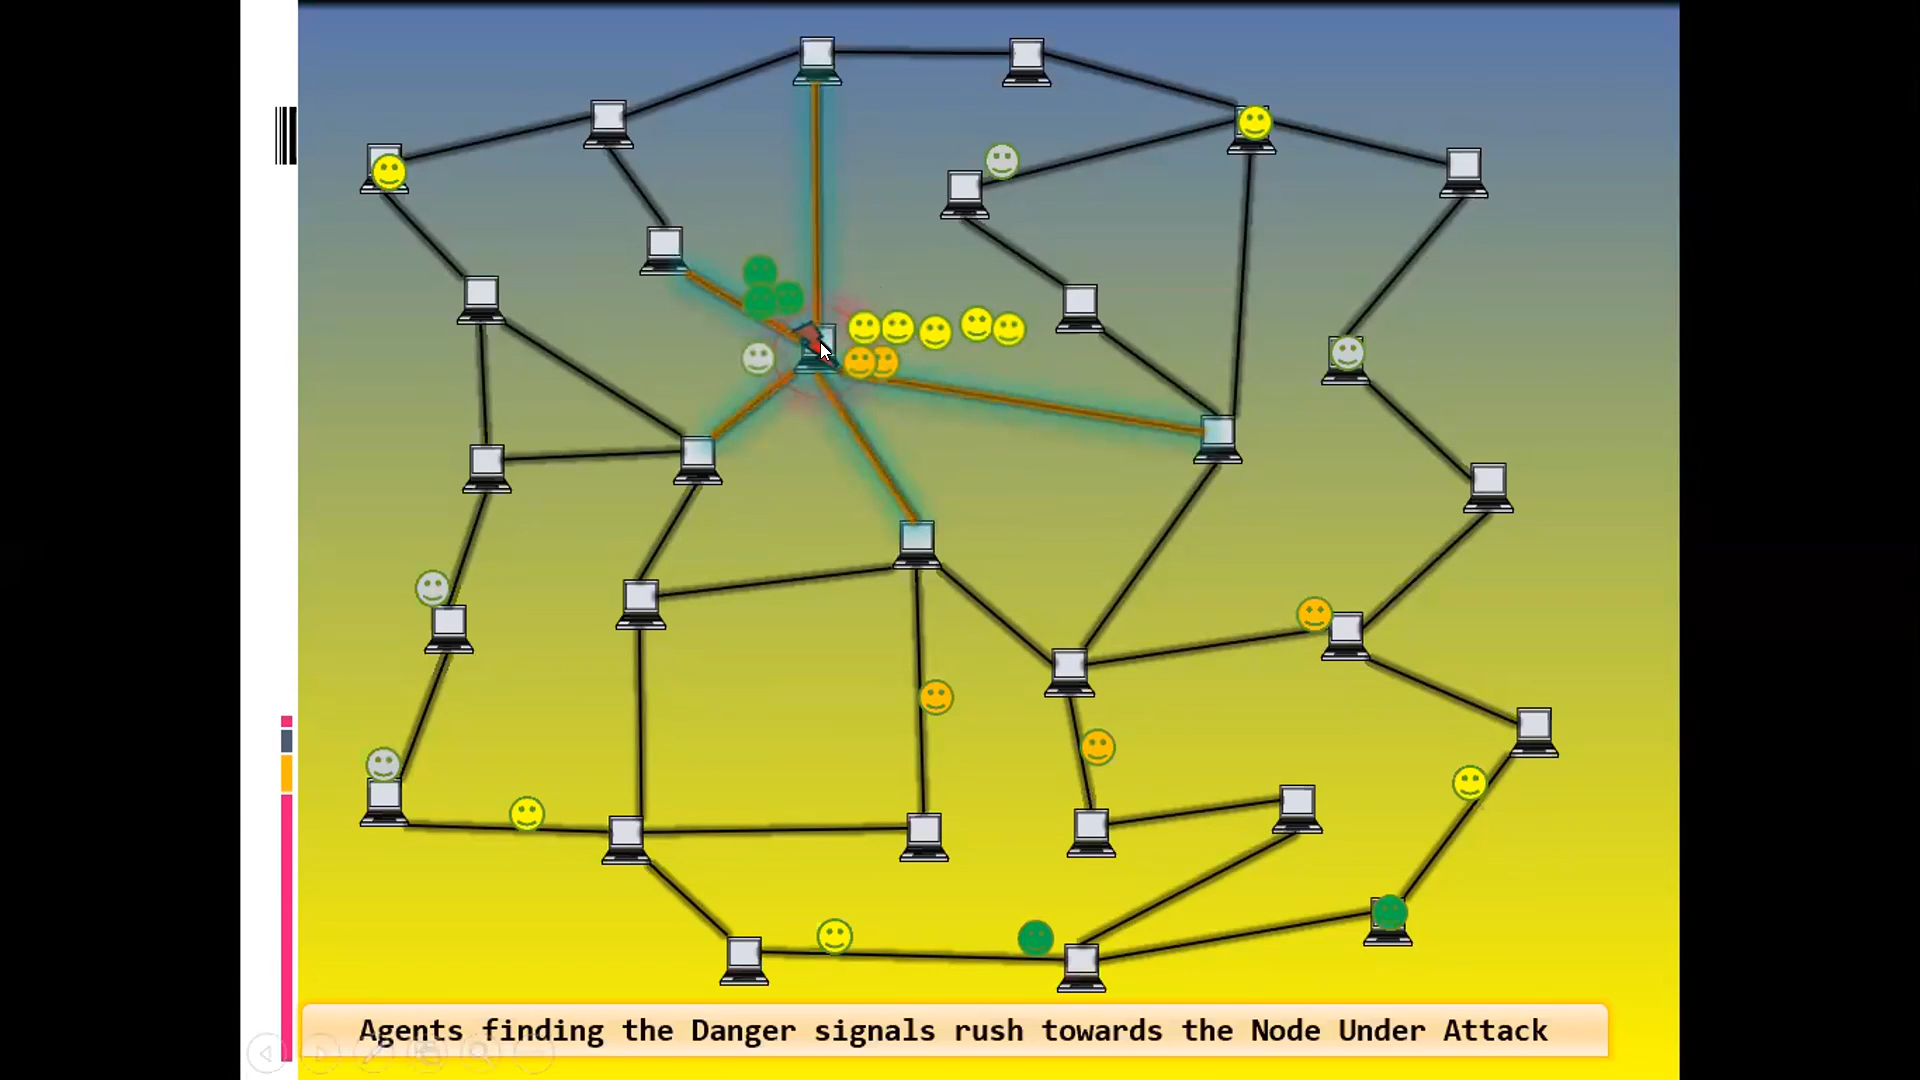 Agents finding the Danger signals rush towards the Node Under Attack